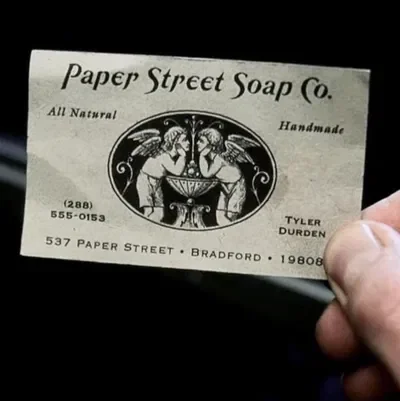 Paper Street Soap Co.
All Natural
Handmade
(288)
555-0153
TYLER
DURDEN
537 PAPER STREET • BRADFORD • 19808